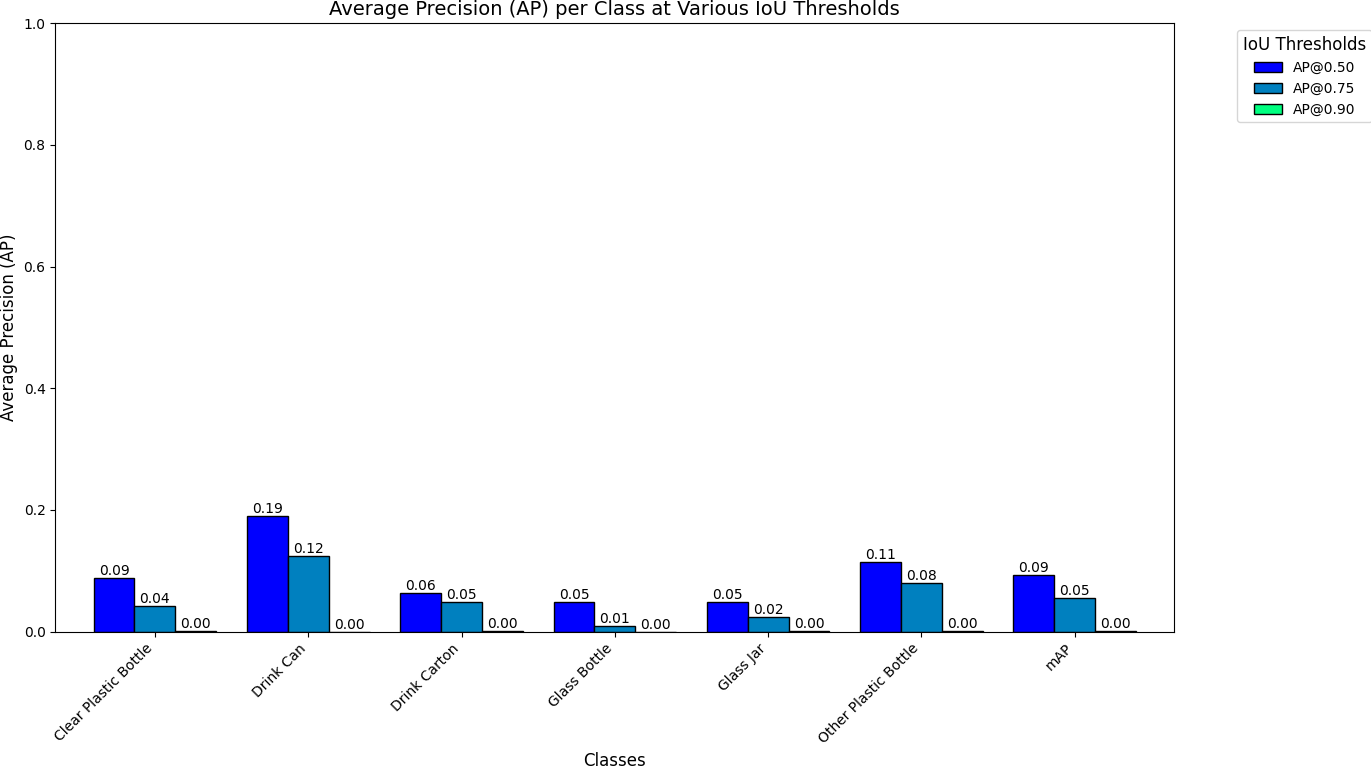 Average Precision (AP) per Class at Various IoU Thresholds
IoU Thresholds
AP@0.50
AP@0.75
AP@0.90
Average Precision (AP)
1.0
0.8
0.6
0.4
0.2
0.0
0.09 0.04 0.00
0.19 0.12 0.00
0.06 0.05 0.00
0.05 0.01 0.00
0.05 0.02 0.00
0.11 0.08 0.00
0.09 0.05 0.00
Clear Plastic Bottle
Drink Can
Drink Carton
Glass Bottle
Glass Jar
Other Plastic Bottle
mAP
Classes